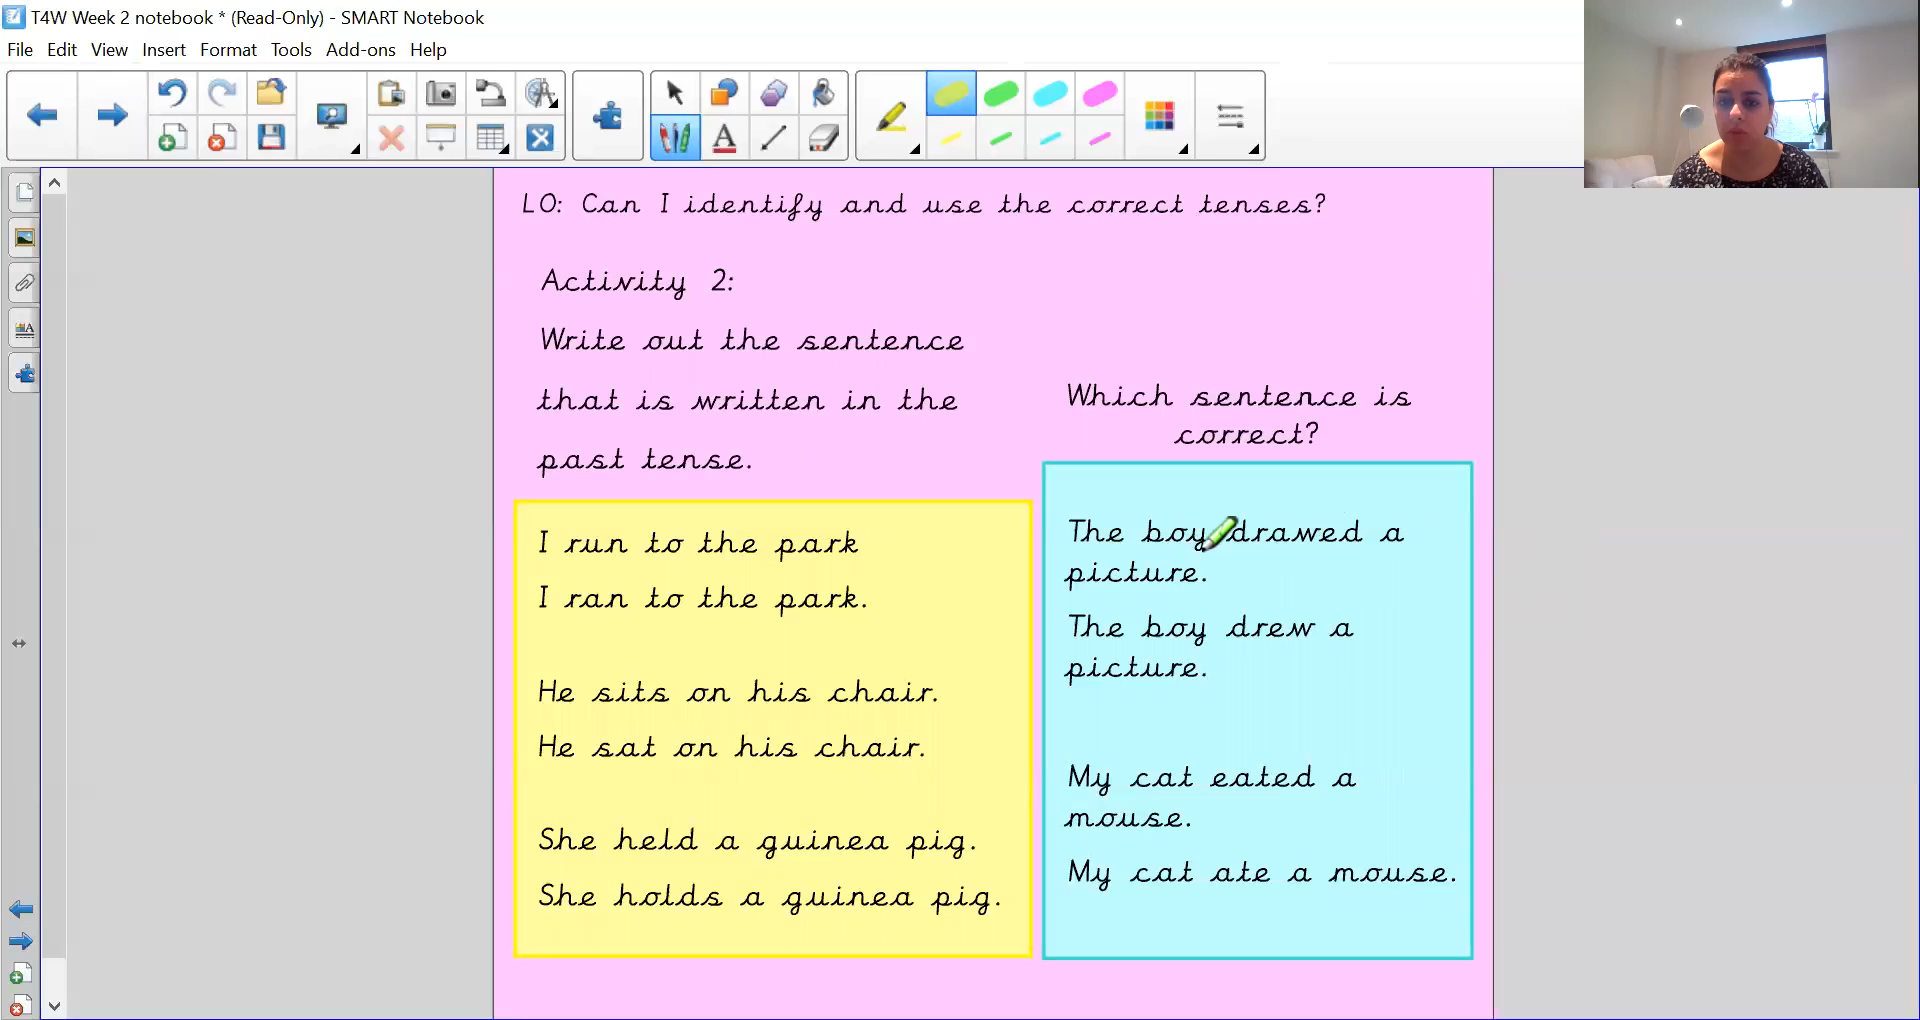 T4W Week 2 notebook * (Read-Only) - SMART Notebook
File Edit View Insert Format Tools Add-ons Help
LO: Can I identify and use the correct tenses?
Activity 2:
Write out the sentence
that is written in the
past tense.
I run to the park
I ran to the park.
He sits on his chair.
He sat on his chair.
She held a guinea pig.
She holds a guinea pig.
Which sentence is
correct?
The boy drawed a
picture.
The boy drew a
picture.
My cat eated a
mouse.
My cat ate a mouse.